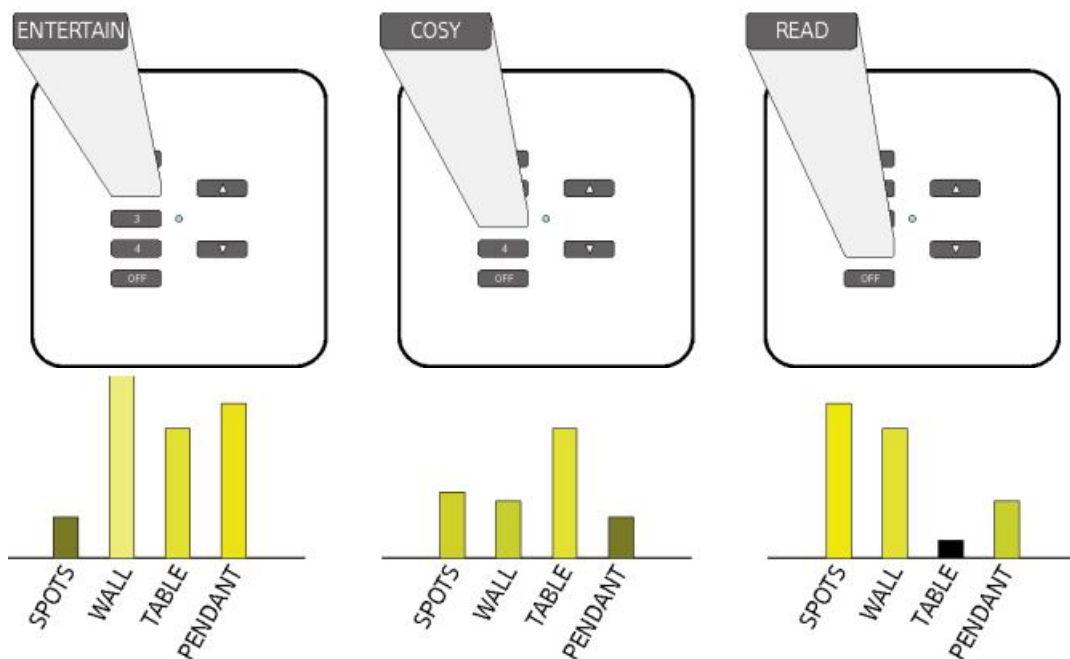 ENTERTAIN
COSY
READ
3
4
OFF
4
OFF
OFF
SPOTS
WALL
TABLE
PENDANT
SPOTS
WALL
TABLE
PENDANT
SPOTS
WALL
TABLE
PENDANT